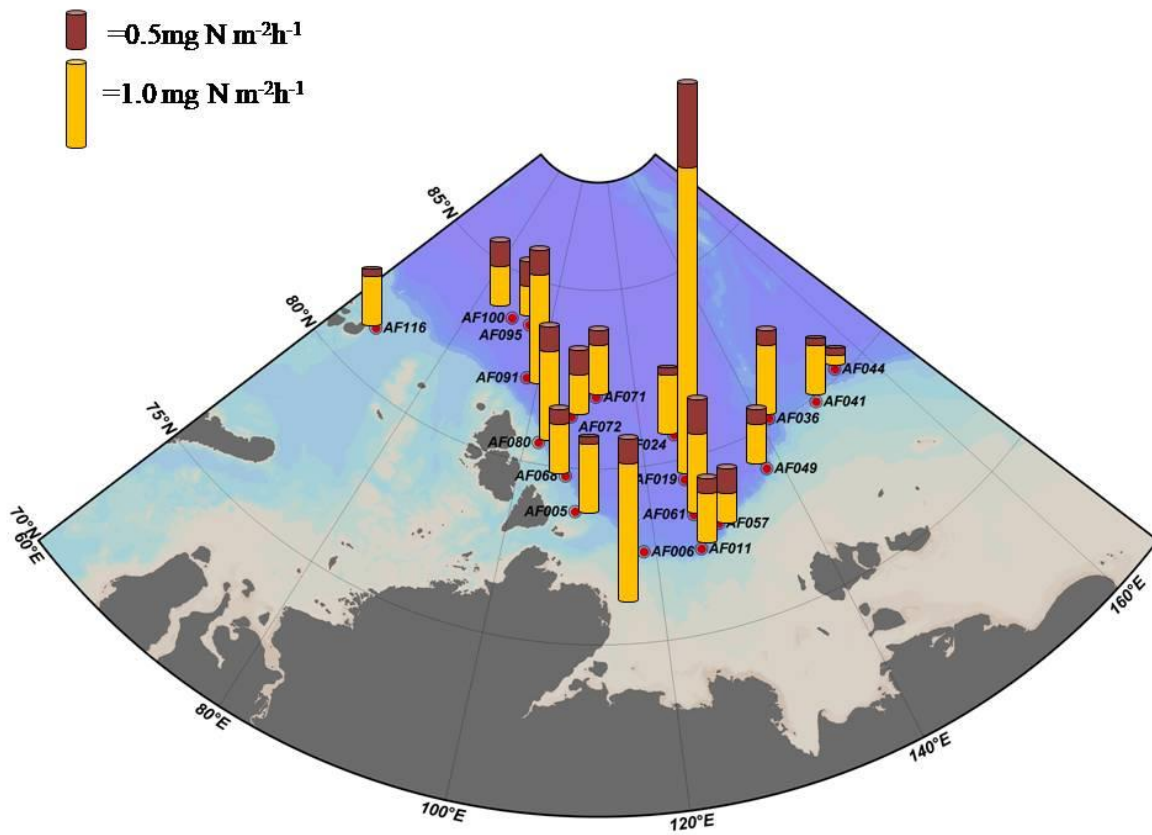 =0.5mg N m⁻²h⁻¹
=1.0 mg N m⁻²h⁻¹
85°N
80°N
AF116
AF100
AF095
AF044
75°N
AF091
AF071
AF041
AF036
AF072
AF080
F024
AF049
AF068
AF019
AF005
AF061
AF057
70°N
60°E
AF006
AF011
160°E
80°E
140°E
100°E
120°E